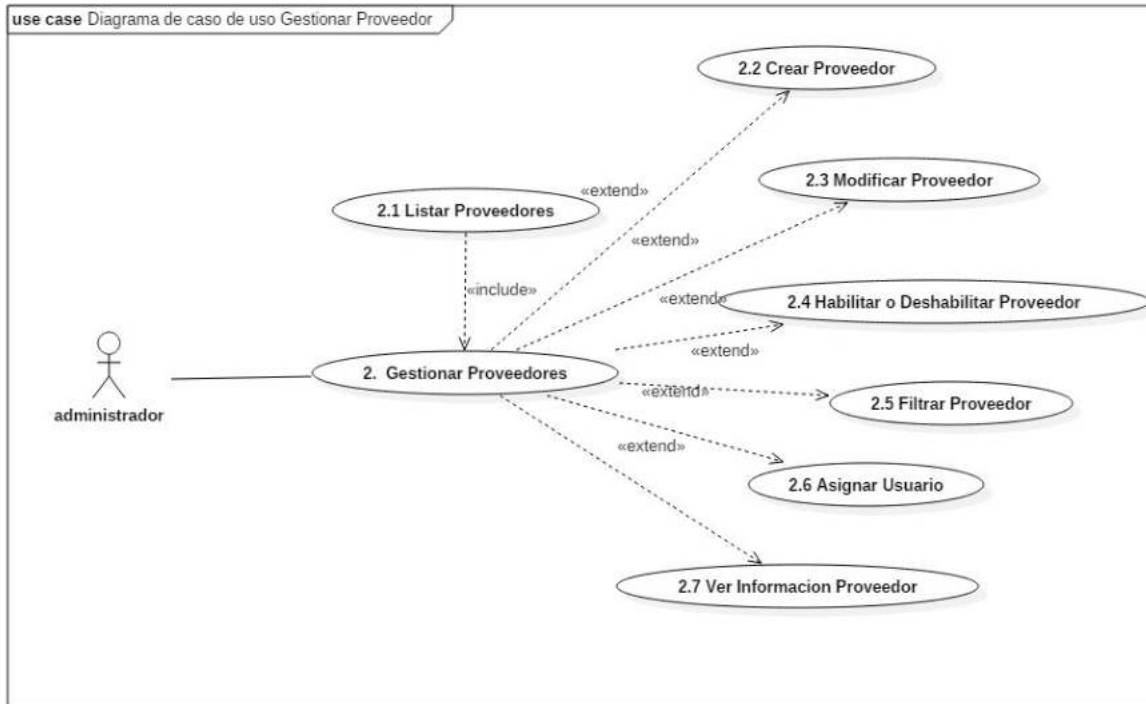 use case Diagrama de caso de uso Gestionar Proveedor
2.2 Crear Proveedor
2.3 Modificar Proveedor
«extend»
2.1 Listar Proveedores
«extend»
«include»
«extend»
2.4 Habilitar o Deshabilitar Proveedor
«extend»
2. Gestionar Proveedores
«extend»
2.5 Filtrar Proveedor
administrador
«extend»
2.6 Asignar Usuario
2.7 Ver Informacion Proveedor